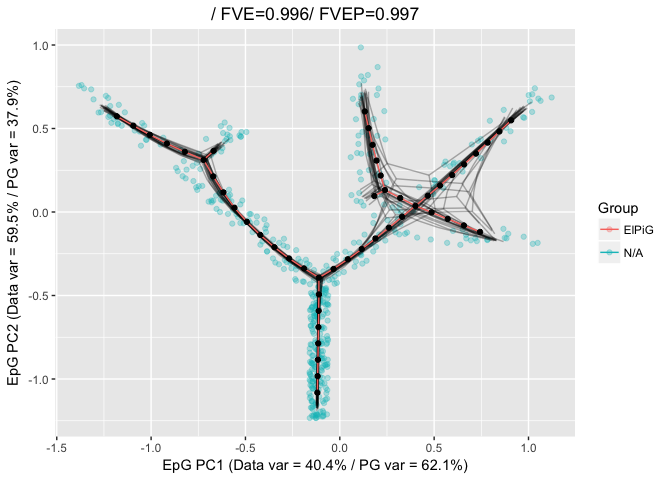 / FVE=0.996/ FVEP=0.997
EpG PC2 (Data var = 59.5% / PG var = 37.9%)
1.0
0.5
0.0
-0.5
-1.0
-1.5
-1.0
-0.5
0.0
0.5
1.0
EpG PC1 (Data var = 40.4% / PG var = 62.1%)
Group
ElPiG
N/A